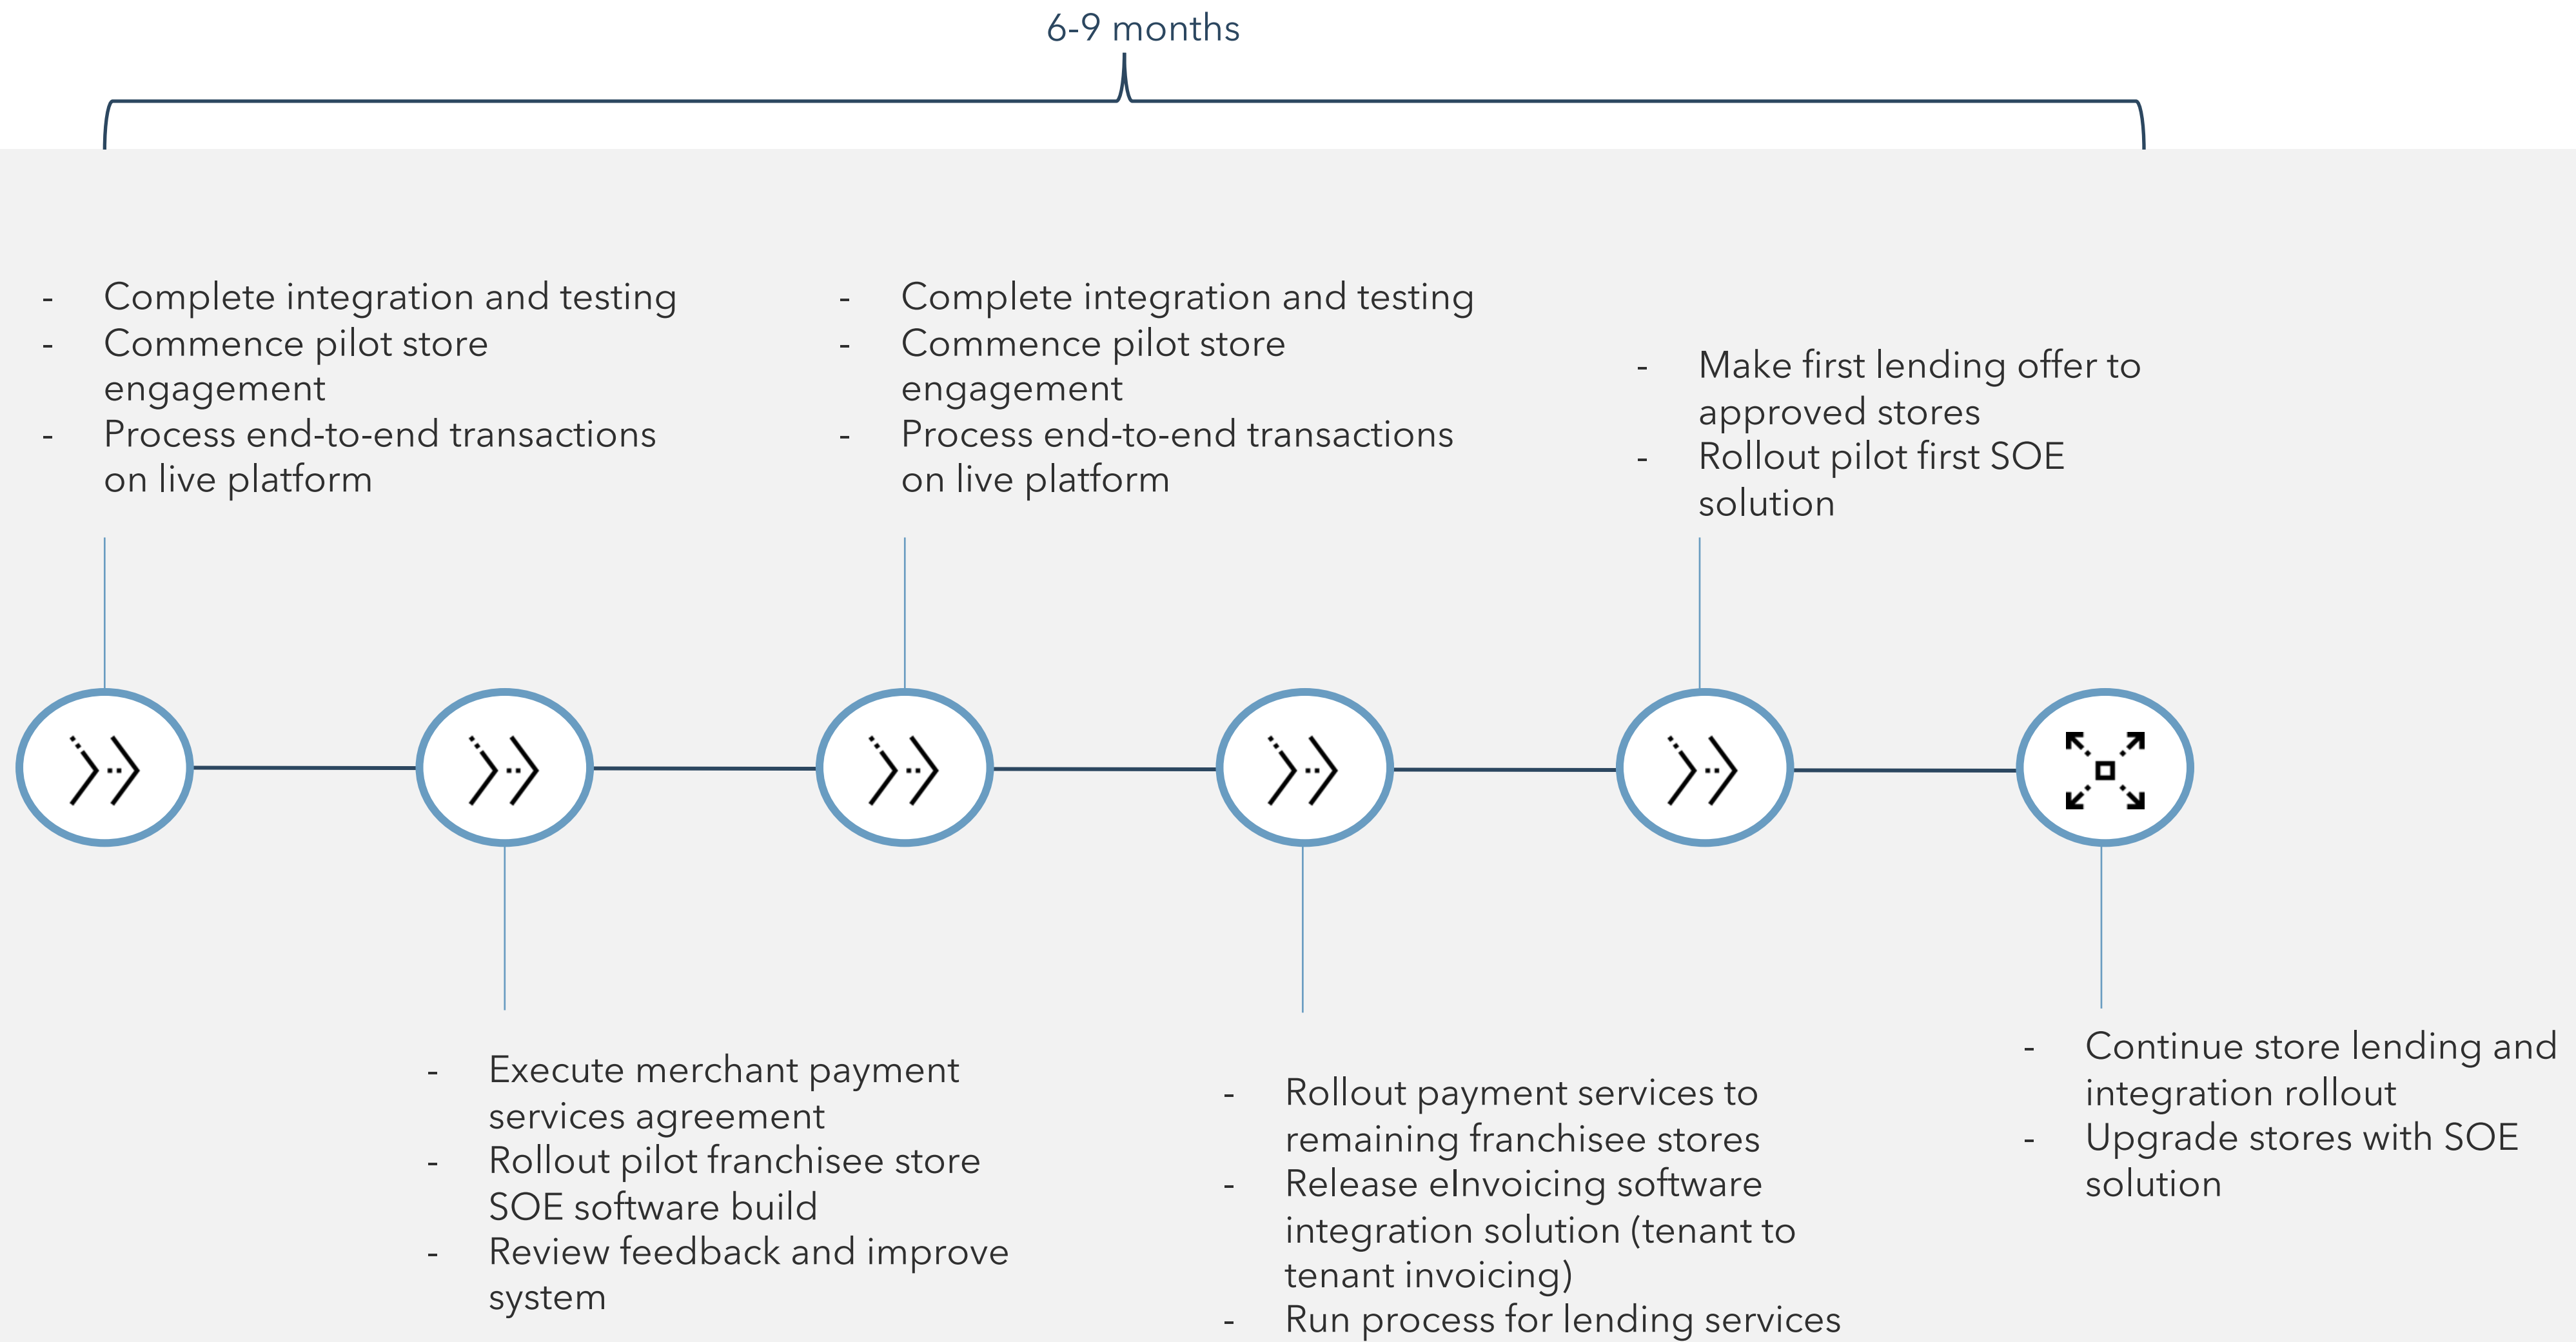 6-9 months
- Complete integration and testing
- Commence pilot store
engagement
- Process end-to-end transactions
on live platform
- Complete integration and testing
- Commence pilot store
engagement
- Process end-to-end transactions
on live platform
- Make first lending offer to
approved stores
- Rollout pilot first SOE
solution
- Execute merchant payment
services agreement
- Rollout pilot franchisee store
SOE software build
- Review feedback and improve
system
- Rollout payment services to
remaining franchisee stores
- Release eInvoicing software
integration solution (tenant to
tenant invoicing)
- Run process for lending services
- Continue store lending and
integration rollout
- Upgrade stores with SOE
solution